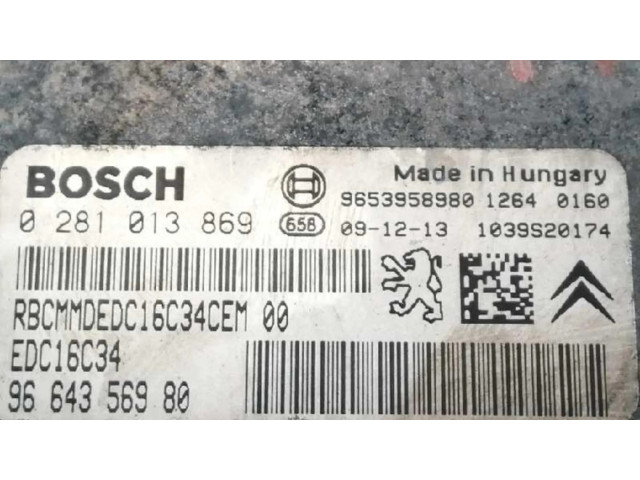 BOSCH
Made in Hungary
9653958980 1264 0160
0 281 013 869 658 09-12-13 1039S20174
RBCMMDEDC16C34CEM 00
EDC16C34
96 643 569 80